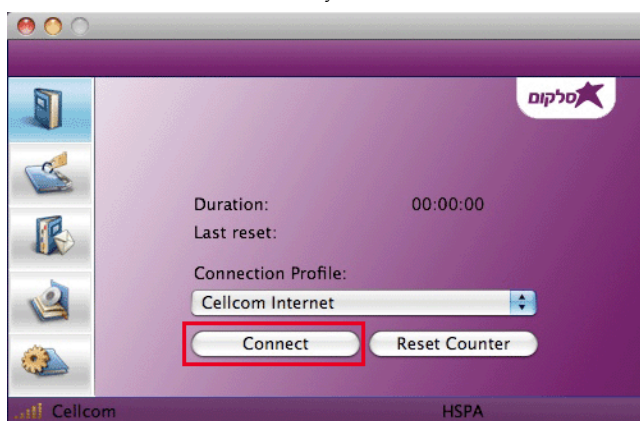 סלקום
Duration: 00:00:00
Last reset:
Connection Profile:
Cellcom Internet
Connect Reset Counter
Cellcom HSPA